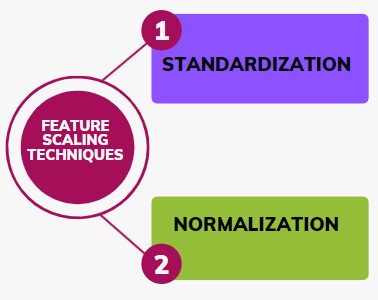 1
STANDARDIZATION
FEATURE
SCALING
TECHNIQUES
NORMALIZATION
2